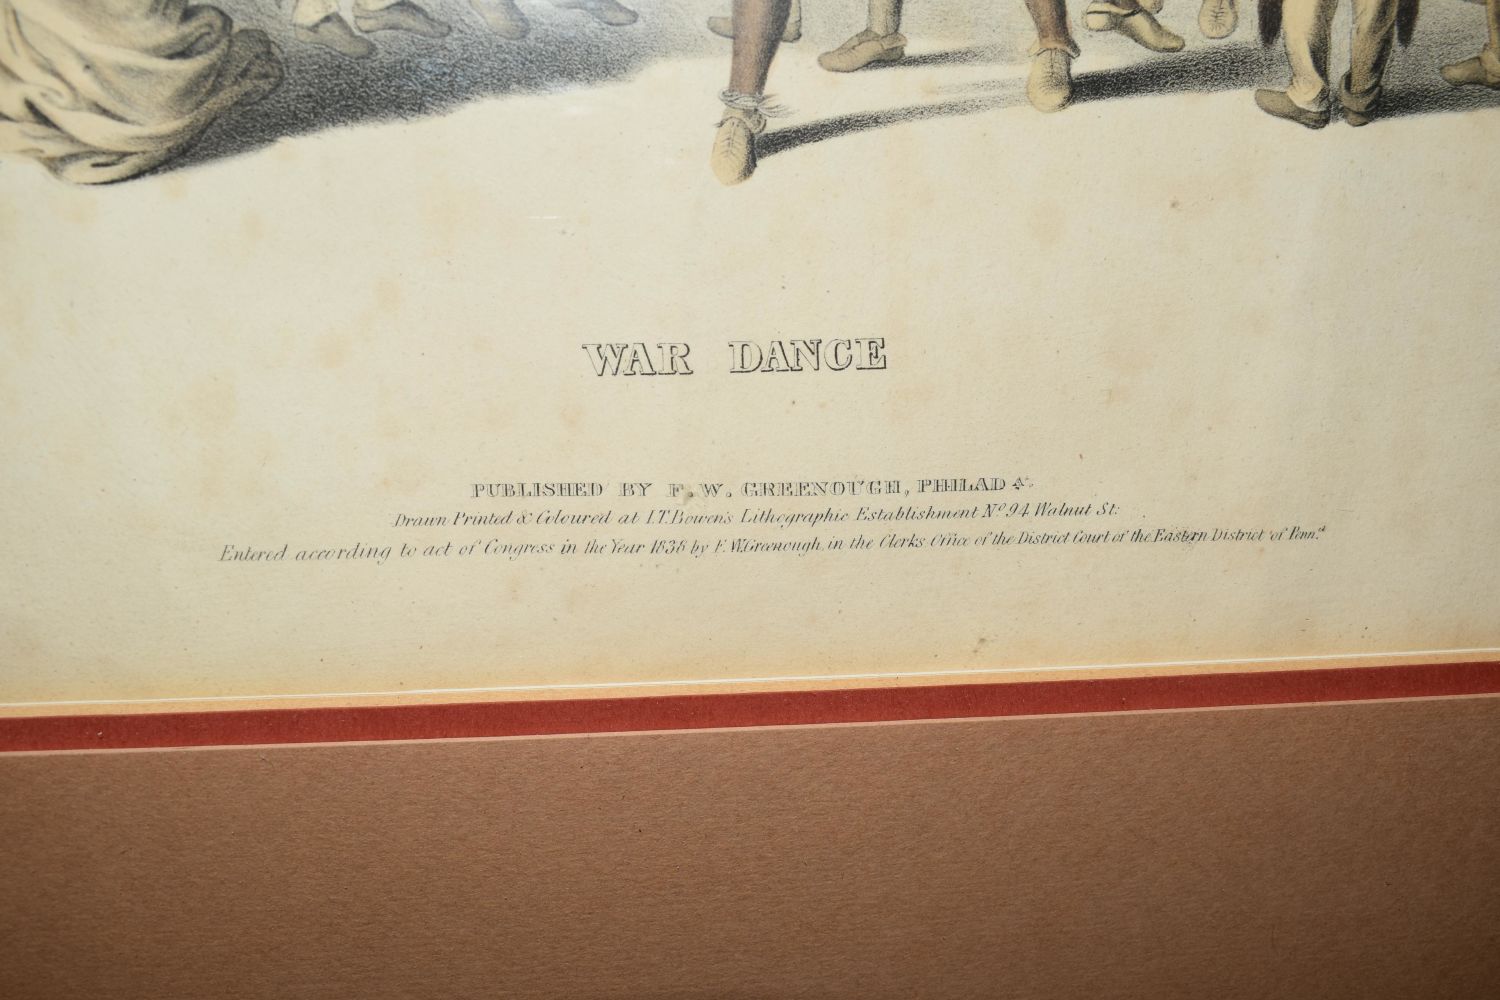 WAR DANCE
PUBLISHED BY F. W. GREENOUGH, PHILADA.
Drawn Printed & Coloured at I.T. Bowen's Lithographic Establishment No. 94 Walnut St.
Entered according to act of Congress in the Year 1838 by F. W. Greenough, in the Clerks Office of the District Court of the Eastern District of Penn.a